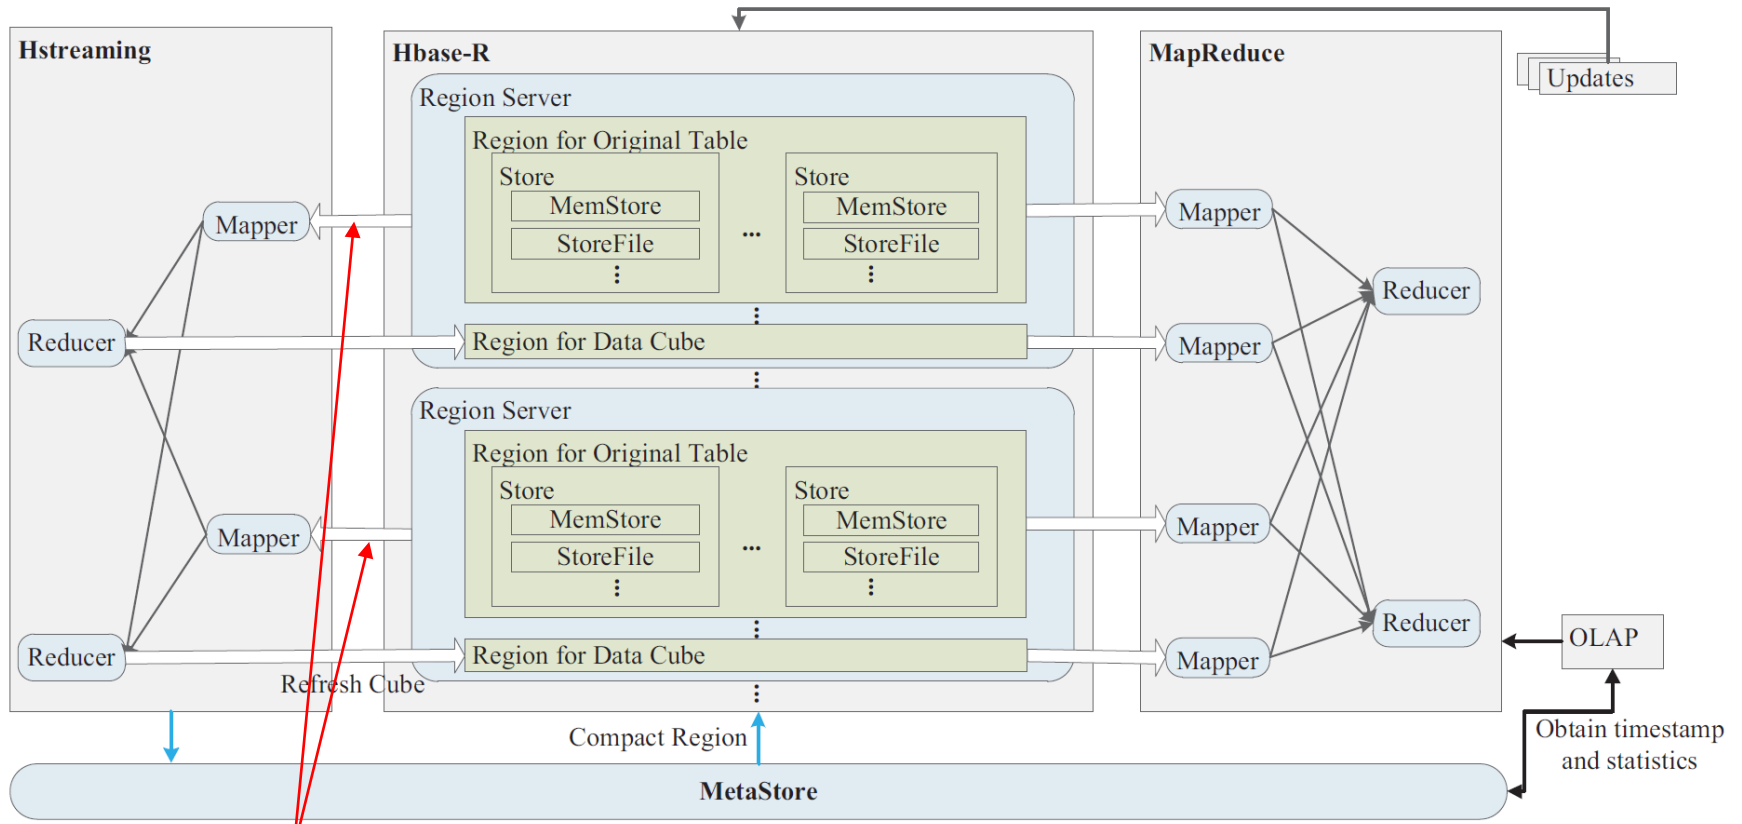 Hstreaming
Mapper
Reducer
Mapper
Reducer
Refresh Cube
Hbase-R
Region Server
Region for Original Table
Store
MemStore
StoreFile
...
Store
MemStore
StoreFile
Region for Data Cube
Region Server
Region for Original Table
Store
MemStore
StoreFile
...
Store
MemStore
StoreFile
Region for Data Cube
Compact Region
MapReduce
Mapper
Reducer
Mapper
Mapper
Reducer
Mapper
Updates
OLAP
Obtain timestamp
and statistics
MetaStore